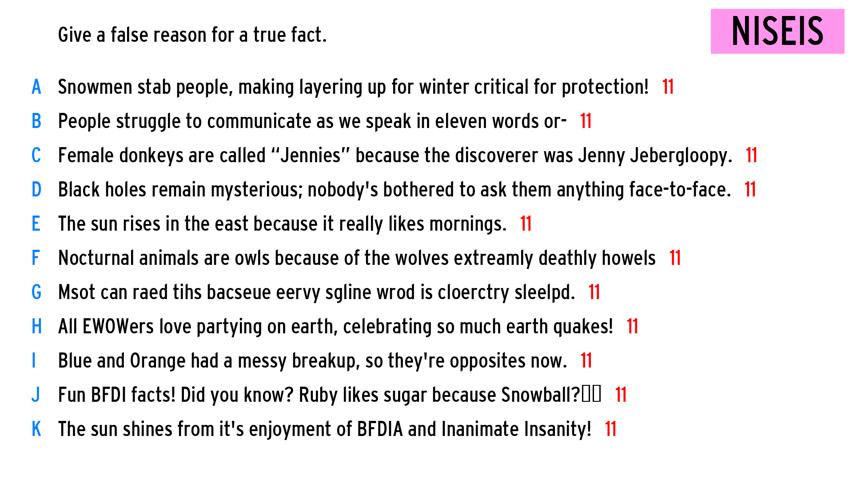 Give a false reason for a true fact.
NISEIS
A Snowmen stab people, making layering up for winter critical for protection! 11
B People struggle to communicate as we speak in eleven words or- 11
C Female donkeys are called “Jennies” because the discoverer was Jenny Jebergloopy. 11
D Black holes remain mysterious; nobody's bothered to ask them anything face-to-face. 11
E The sun rises in the east because it really likes mornings. 11
F Nocturnal animals are owls because of the wolves extreamly deathly howels 11
G Msot can raed tihs bacseue eervy sgline wrod is cloerctry sleelpd. 11
H All EWOWers love partying on earth, celebrating so much earth quakes! 11
I Blue and Orange had a messy breakup, so they're opposites now. 11
J Fun BFDI facts! Did you know? Ruby likes sugar because Snowball?▯▯ 11
K The sun shines from it's enjoyment of BFDIA and Inanimate Insanity! 11